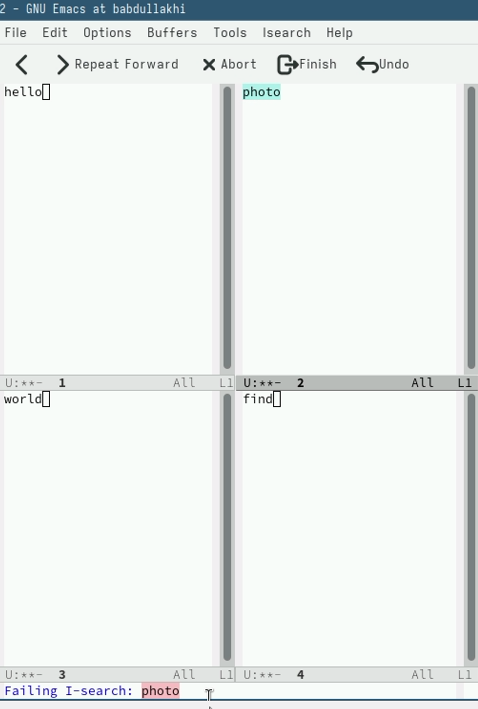 2 – GNU Emacs at babdullakhi
File Edit Options Buffers Tools Isearch Help
Repeat Forward Abort Finish Undo
hello
photo
U:**- 1 All L1
U:**- 2 All L1
world
find
U:**- 3 All L1
U:**- 4 All L1
Failing I-search: photo